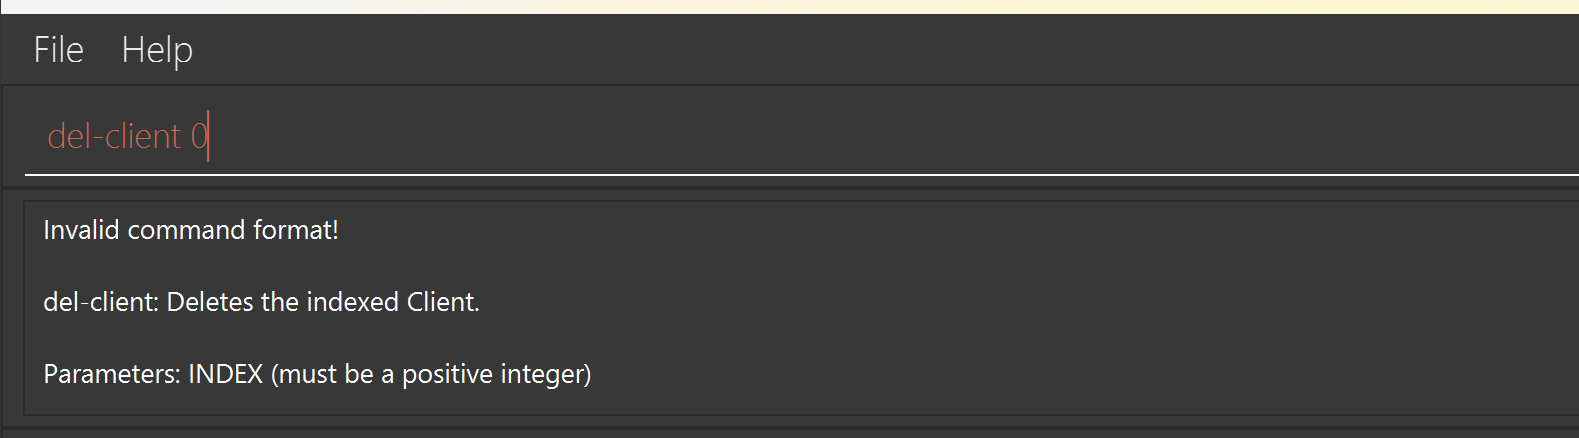 File Help
del-client 0
Invalid command format!
del-client: Deletes the indexed Client.
Parameters: INDEX (must be a positive integer)